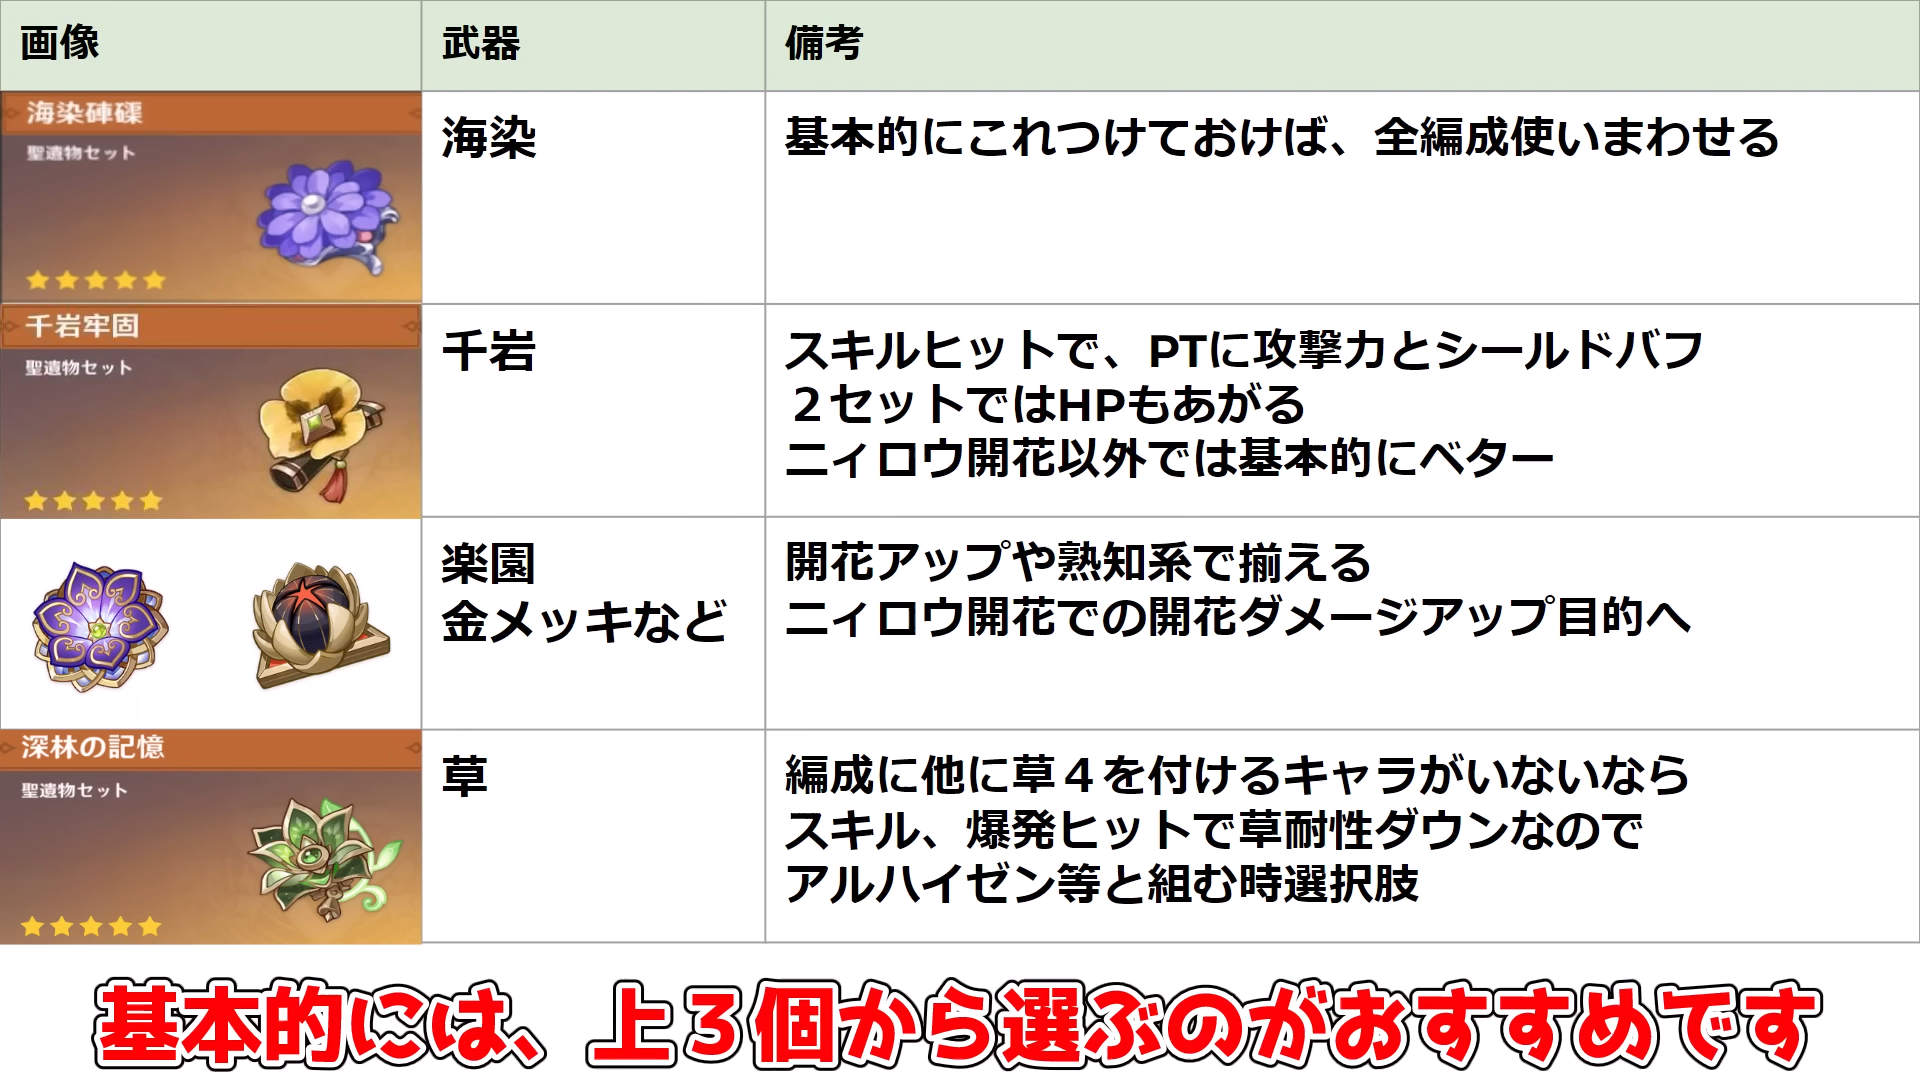 画像
武器
備考
海染硨磲
聖遺物セット
海染
基本的にこれつけておけば、全編成使いまわせる
千岩牢固
聖遺物セット
千岩
スキルヒットで、PTに攻撃力とシールドバフ
２セットではHPもあがる
ニィロウ開花以外では基本的にベター
楽園
金メッキなど
開花アップや熟知系で揃える
ニィロウ開花での開花ダメージアップ目的へ
深林の記憶
聖遺物セット
草
編成に他に草４を付けるキャラがいないなら
スキル、爆発ヒットで草耐性ダウンなので
アルハイゼン等と組む時選択肢
基本的には、上３個から選ぶのがおすすめです